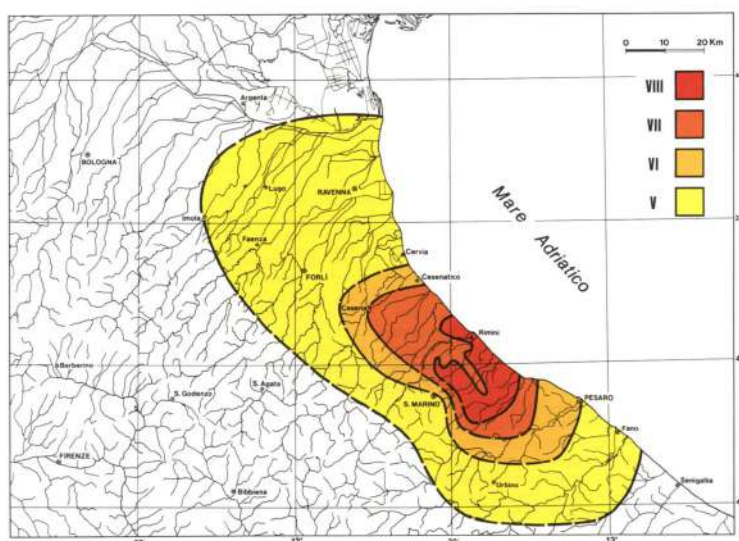 0 10 20 Km
VIII
VII
VI
V
Argenta
BOLOGNA
Lugo
RAVENNA
Mare Adriatico
Imola
Faenza
Cervia
FORLÌ
Cesenatico
Cesena
Rimini
Barberino
S. Godenzo
S. Agata
S. MARINO
PESARO
Fano
FIRENZE
Bibbiana
Urbino
Senigallia